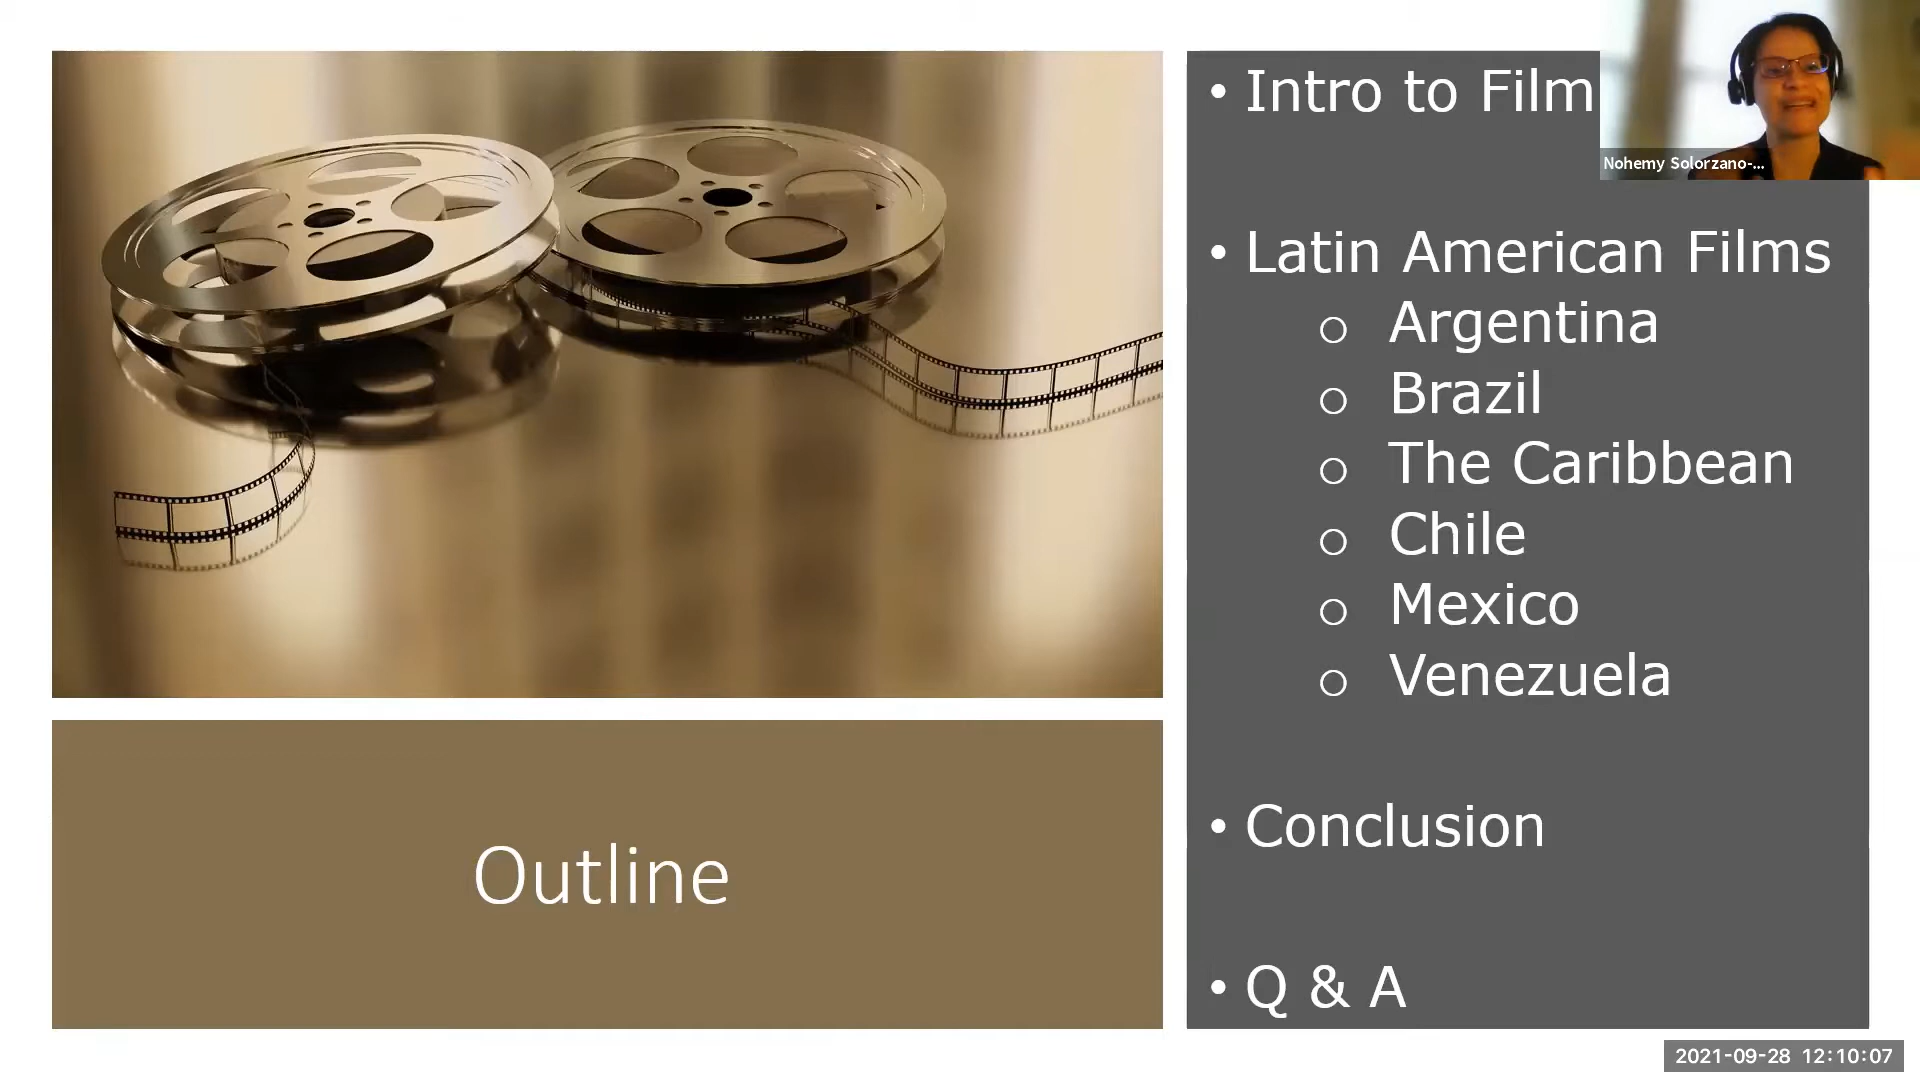 • Intro to Film
Nohemy Solorzano-...
• Latin American Films
o Argentina
o Brazil
o The Caribbean
o Chile
o Mexico
o Venezuela
• Conclusion
Outline
• Q & A
2021-09-28 12:10:07